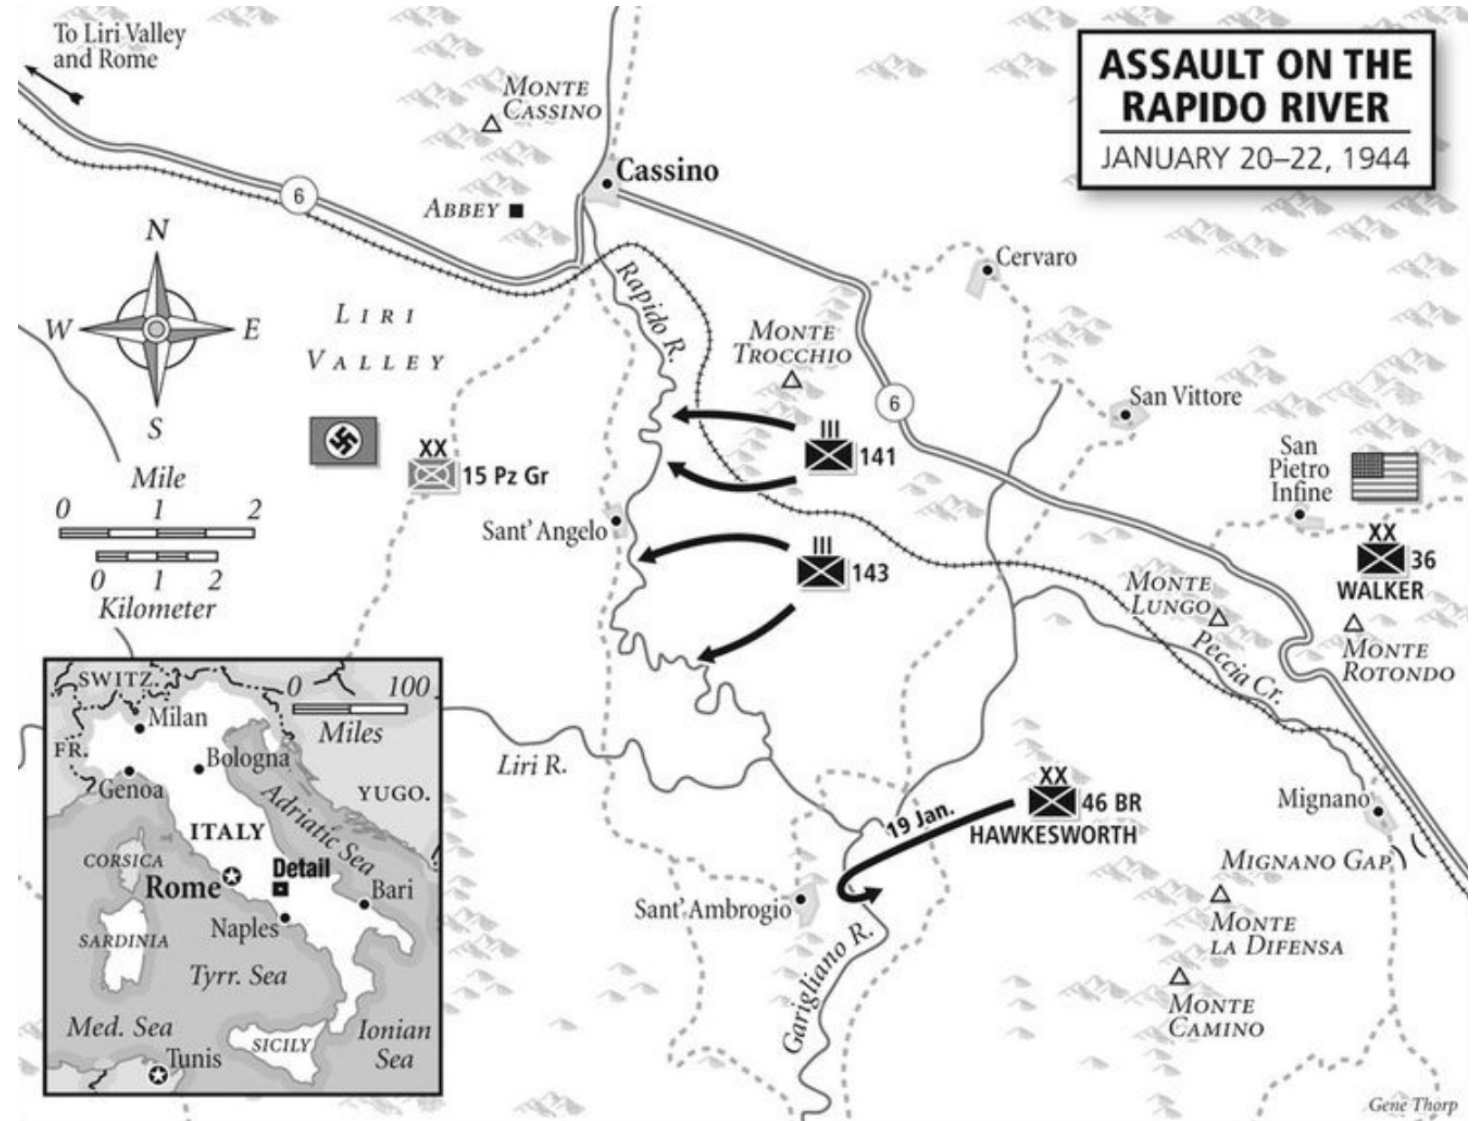 To Liri Valley
and Rome
ASSAULT ON THE
RAPIDO RIVER
JANUARY 20–22, 1944
MONTE
CASSINO
Cassino
ABBEY
6
N
W
E
S
LIRI
VALLEY
Rapido R.
Cervaro
MONTE
TROCCHIO
6
San Vittore
San
Pietro
Infine
XX
15 Pz Gr
III
141
Mile
0 1 2
0 1 2
Kilometer
Sant' Angelo
III
143
XX
36
WALKER
MONTE
LUNGO
Peccia Cr.
MONTE
ROTONDO
Liri R.
XX
46 BR
HAWKESWORTH
19 Jan.
Mignano
MIGNANO GAP
Sant' Ambrogio
Garigliano R.
MONTE
LA DIFENSA
MONTE
CAMINO
SWITZ.
0 100
Miles
Milan
FR.
Bologna
Genoa
YUGO.
Adriatic Sea
ITALY
CORSICA
Detail
Rome
Bari
Naples
SARDINIA
Tyrr. Sea
Med. Sea
Ionian
Sea
SICILY
Tunis
Gene Thorp